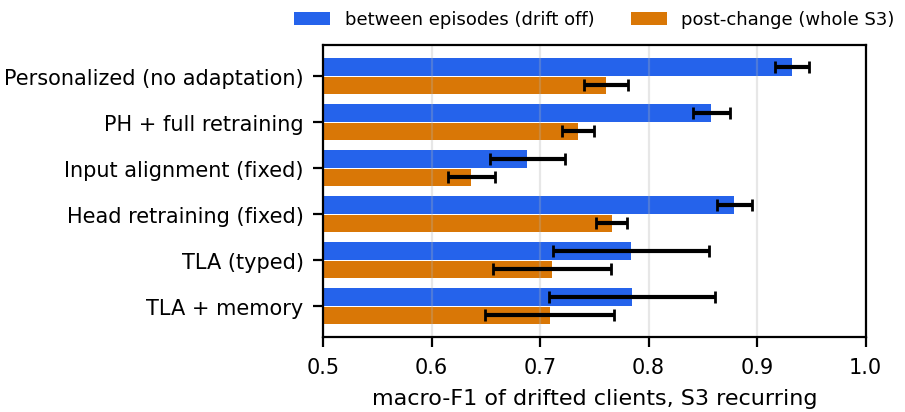 between episodes (drift off)
post-change (whole S3)
Personalized (no adaptation)
PH + full retraining
Input alignment (fixed)
Head retraining (fixed)
TLA (typed)
TLA + memory
0.5 0.6 0.7 0.8 0.9 1.0
macro-F1 of drifted clients, S3 recurring